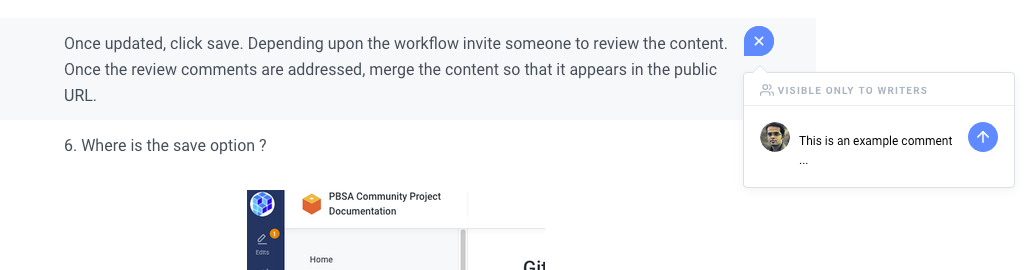 Once updated, click save. Depending upon the workflow invite someone to review the content.
Once the review comments are addressed, merge the content so that it appears in the public
URL.
VISIBLE ONLY TO WRITERS
This is an example comment
...
6. Where is the save option ?
PBSA Community Project
Documentation
1
Edits
Home
Git